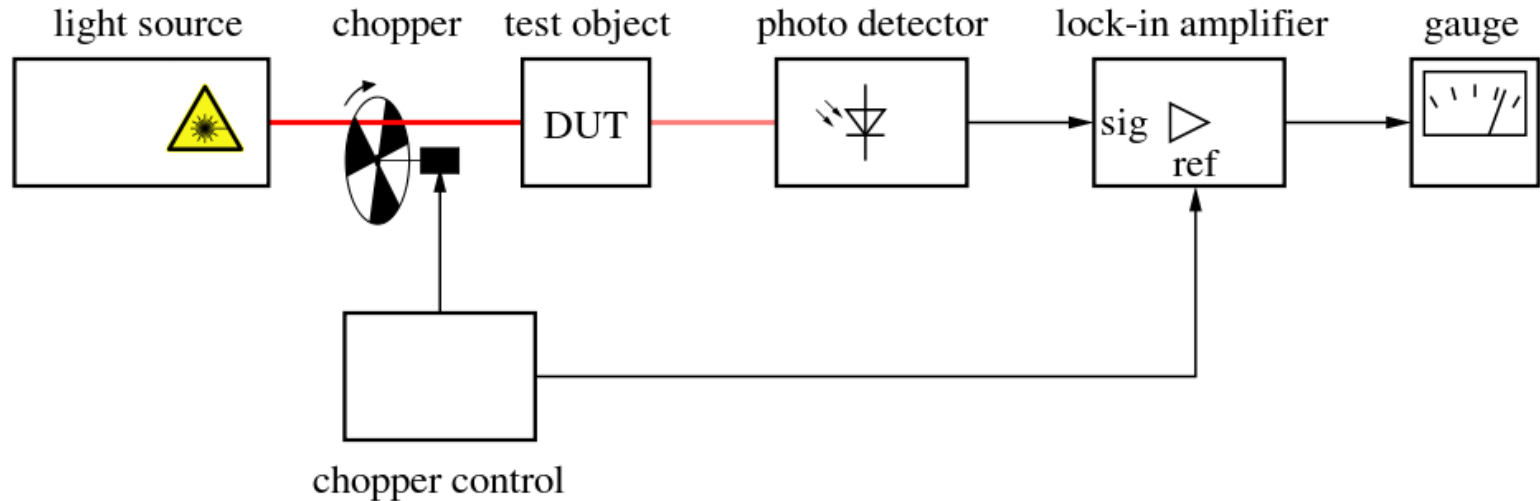 light source
chopper
test object
photo detector
lock-in amplifier
gauge
DUT
sig
ref
chopper control